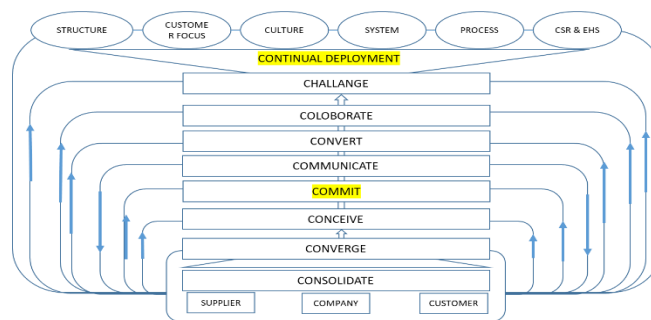 STRUCTURE
CUSTOME
R FOCUS
CULTURE
SYSTEM
PROCESS
CSR & EHS
CONTINUAL DEPLOYMENT
CHALLANGE
COLOBORATE
CONVERT
COMMUNICATE
COMMIT
CONCEIVE
CONVERGE
CONSOLIDATE
SUPPLIER
COMPANY
CUSTOMER